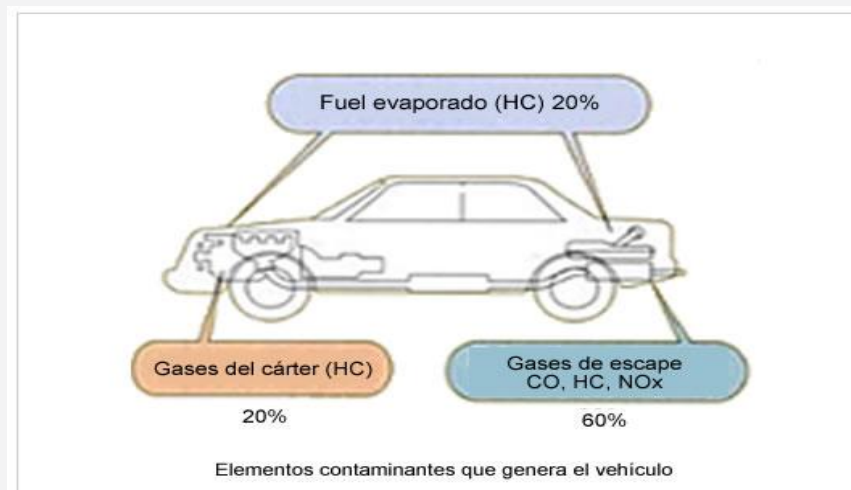 Fuel evaporado (HC) 20%
Gases del cárter (HC)
20%
Gases de escape
CO, HC, NOx
60%
Elementos contaminantes que genera el vehículo